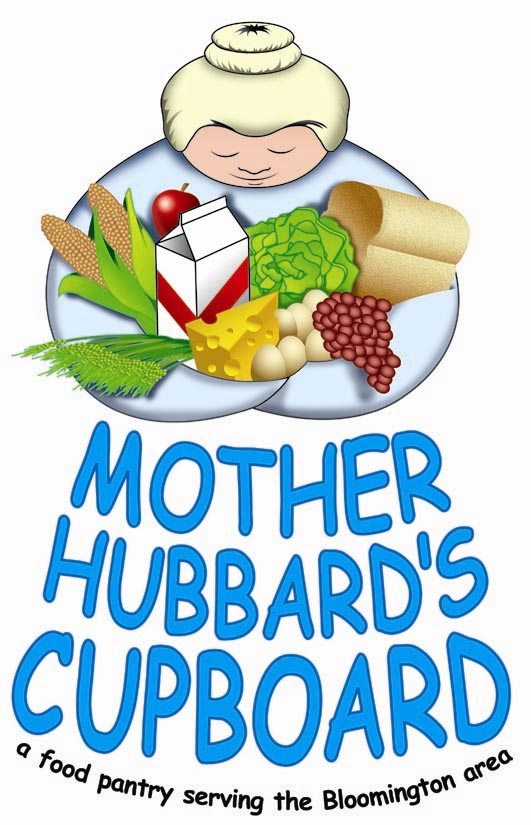 MOTHER
HUBBARD'S
CUPBOARD
a food pantry serving the Bloomington area